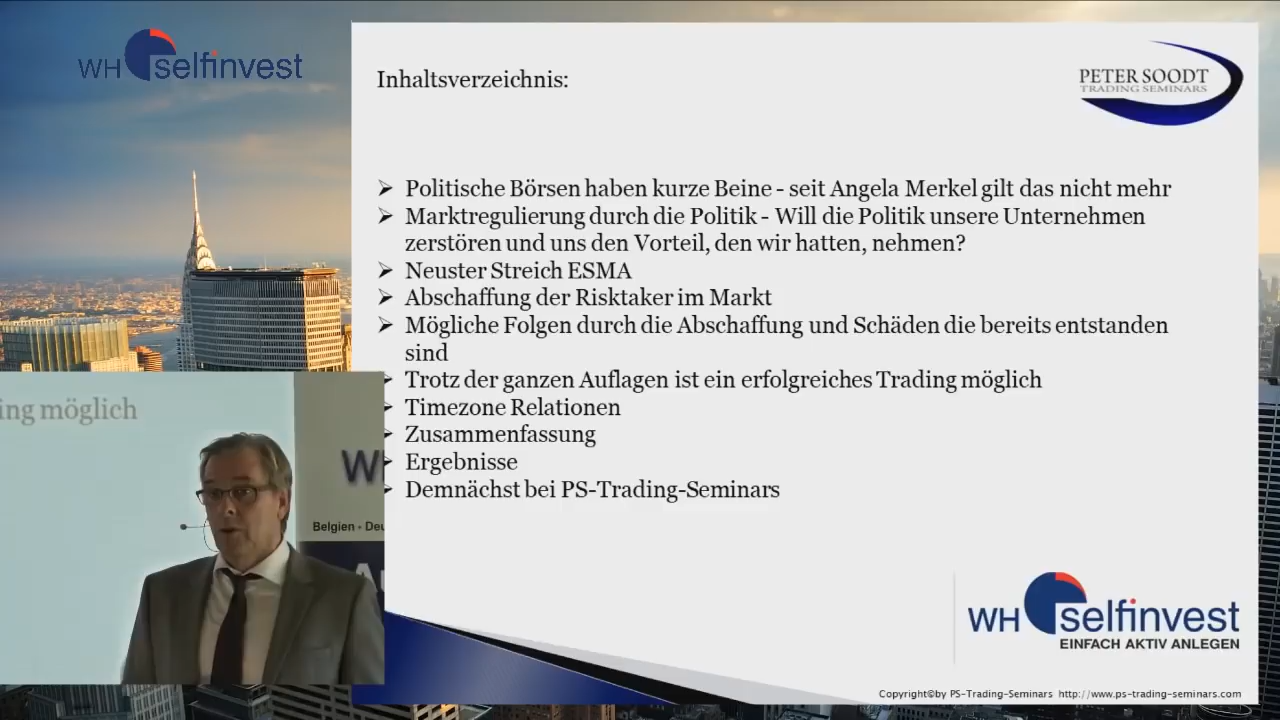 WH selfinvest
Inhaltsverzeichnis:
PETER SOODT
TRADING SEMINARS
Politische Börsen haben kurze Beine - seit Angela Merkel gilt das nicht mehr
Marktregulierung durch die Politik - Will die Politik unsere Unternehmen
zerstören und uns den Vorteil, den wir hatten, nehmen?
Neuster Streich ESMA
Abschaffung der Risktaker im Markt
Mögliche Folgen durch die Abschaffung und Schäden die bereits entstanden
sind
Trotz der ganzen Auflagen ist ein erfolgreiches Trading möglich
Timezone Relationen
Zusammenfassung
Ergebnisse
Demnächst bei PS-Trading-Seminars
ing möglich
W
Belgien - Deu
WH selfinvest
EINFACH AKTIV ANLEGEN
Copyright©by PS-Trading-Seminars http://www.ps-trading-seminars.com